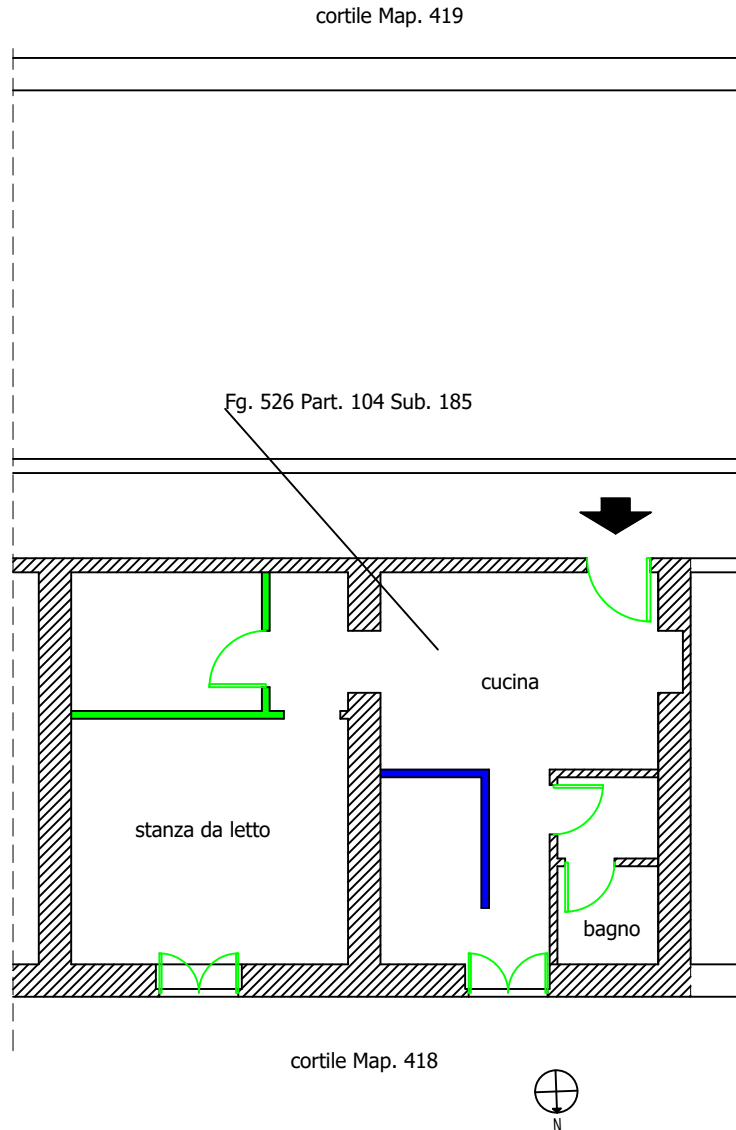 cortile Map. 419
Fg. 526 Part. 104 Sub. 185
cucina
stanza da letto
bagno
cortile Map. 418
N